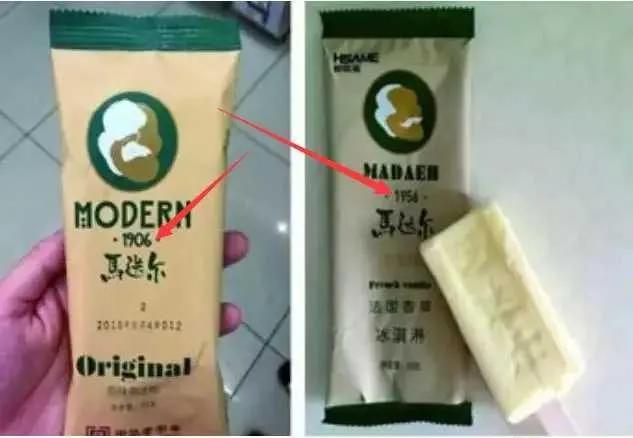 MODERN
·1906·
馬迭尔
2
Original
HSAME
MADAEH
·1956·
馬达尔
French vanilla
法国香草
冰淇淋